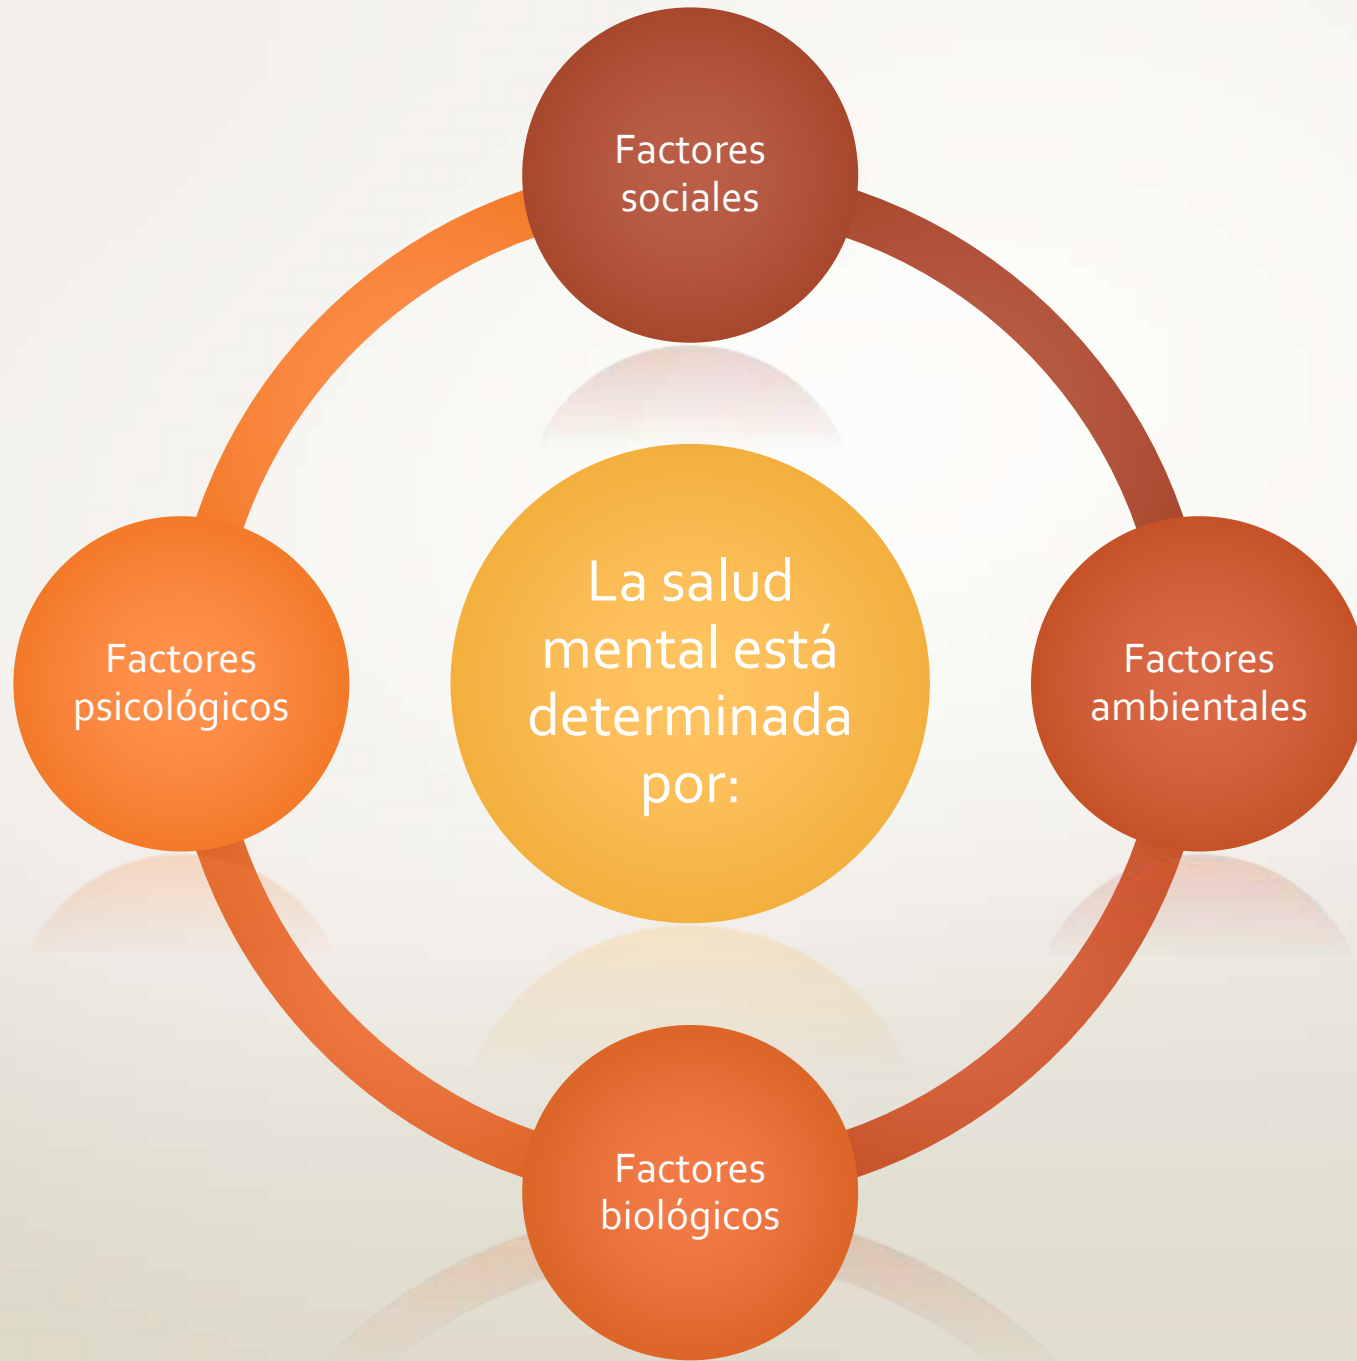 Factores
sociales
La salud
mental está
determinada
por:
Factores
psicológicos
Factores
ambientales
Factores
biológicos